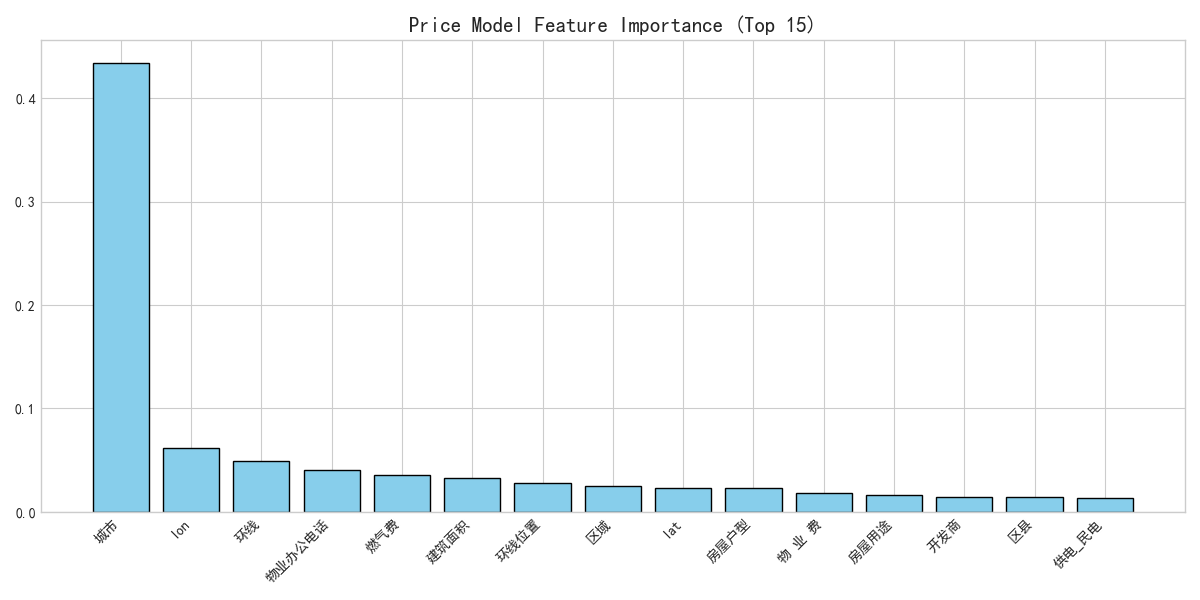 Price Model Feature Importance (Top 15)
0.4
0.3
0.2
0.1
0.0
城市
lon
环线
物业办公电话
燃气费
建筑面积
环线位置
区域
lat
房屋户型
物 业 费
房屋用途
开发商
区县
供电_民电